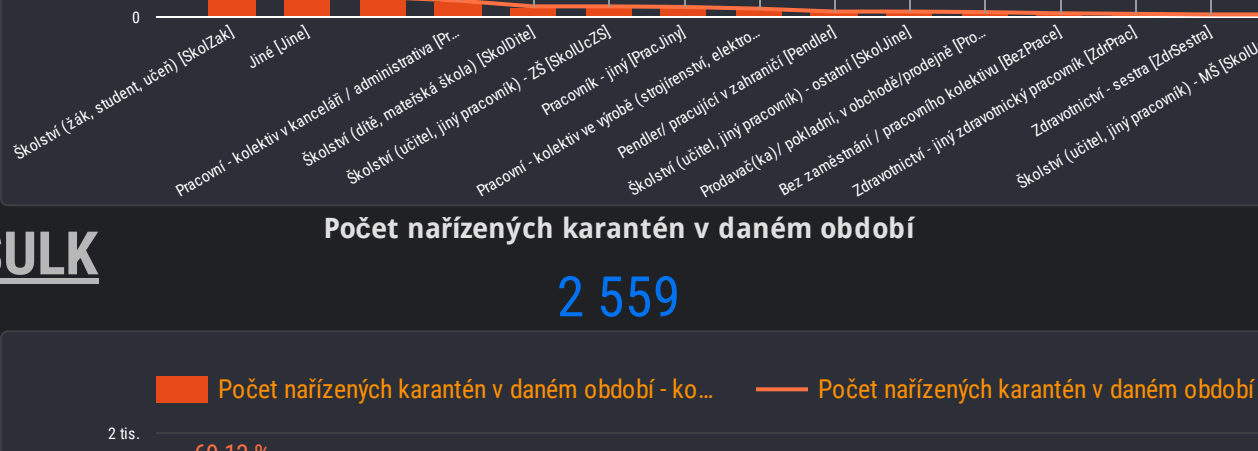 0
Školství (žák, student, učeň) [SkolZak]
Jiné [Jine]
Pracovní - kolektiv v kanceláři / administrativa [Pr...
Školství (dítě, mateřská škola) [SkolDite]
Školství (učitel, jiný pracovník) - ZŠ [SkolUcZS]
Pracovník - jiný [PracJiny]
Pracovní - kolektiv ve výrobě (strojírenství, elektro...
Pendler/ pracující v zahraničí [Pendler]
Školství (učitel, jiný pracovník) - ostatní [SkolJine]
Prodavač(ka)/ pokladní, v obchodě/prodejně [Pro...
Bez zaměstnání / pracovního kolektivu [BezPrace]
Zdravotnictví - jiný zdravotnický pracovník [ZdrPrac]
Zdravotnictví - sestra [ZdrSestra]
Školství (učitel, jiný pracovník) - MŠ [SkolU
Počet nařízených karantén v daném období
SULK
2 559
Počet nařízených karantén v daném období - ko...
Počet nařízených karantén v daném období
2 tis.